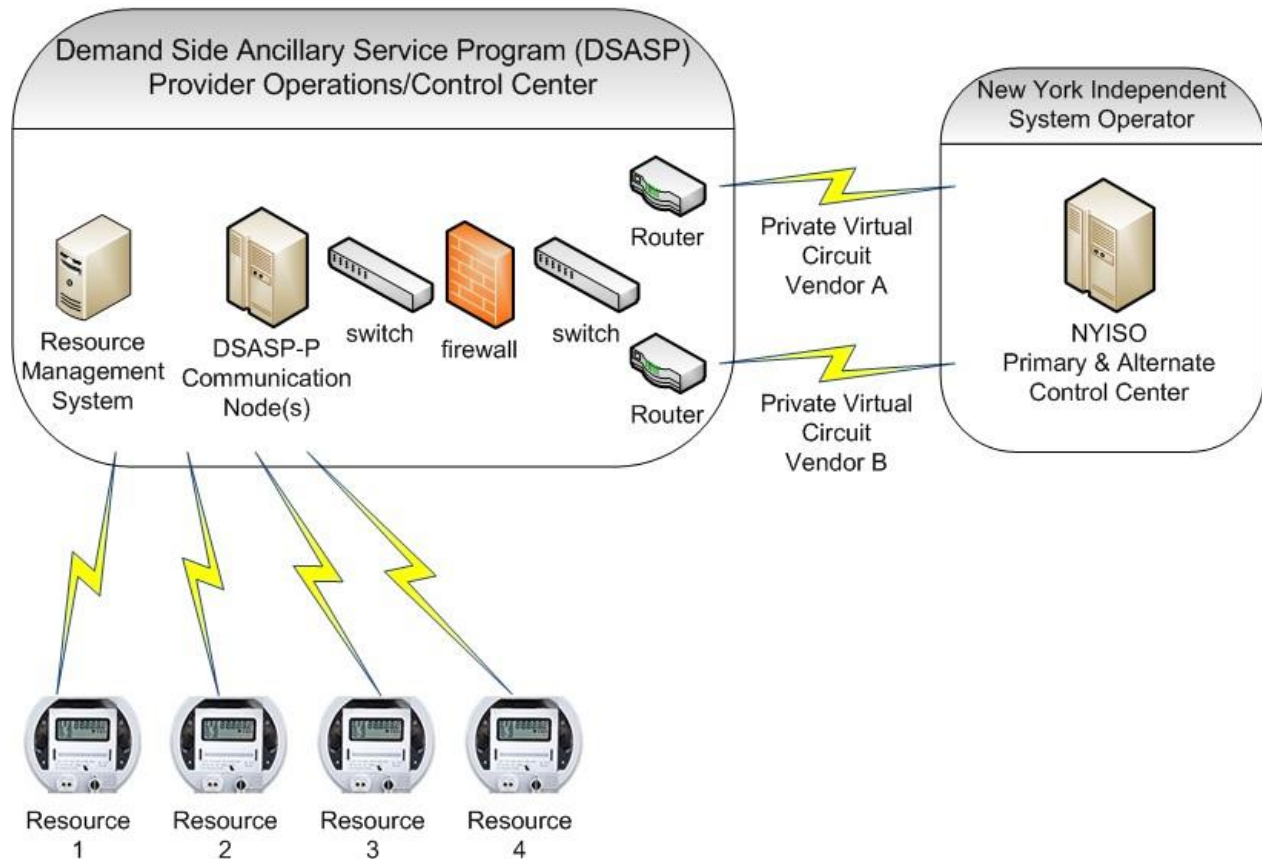 Demand Side Ancillary Service Program (DSASP)
Provider Operations/Control Center
New York Independent
System Operator
Resource
Management
System
DSASP-P
Communication
Node(s)
switch
firewall
switch
Router
Router
Private Virtual
Circuit
Vendor A
Private Virtual
Circuit
Vendor B
NYISO
Primary & Alternate
Control Center
Resource
1
Resource
2
Resource
3
Resource
4